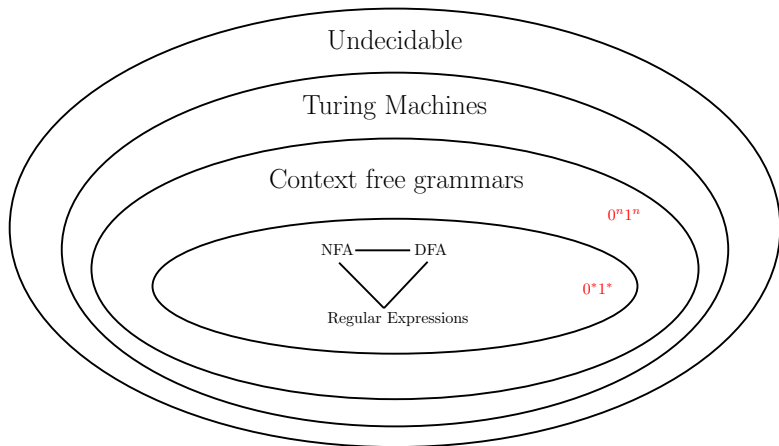 Undecidable
Turing Machines
Context free grammars
0ⁿ1ⁿ
NFA DFA
0*1*
Regular Expressions